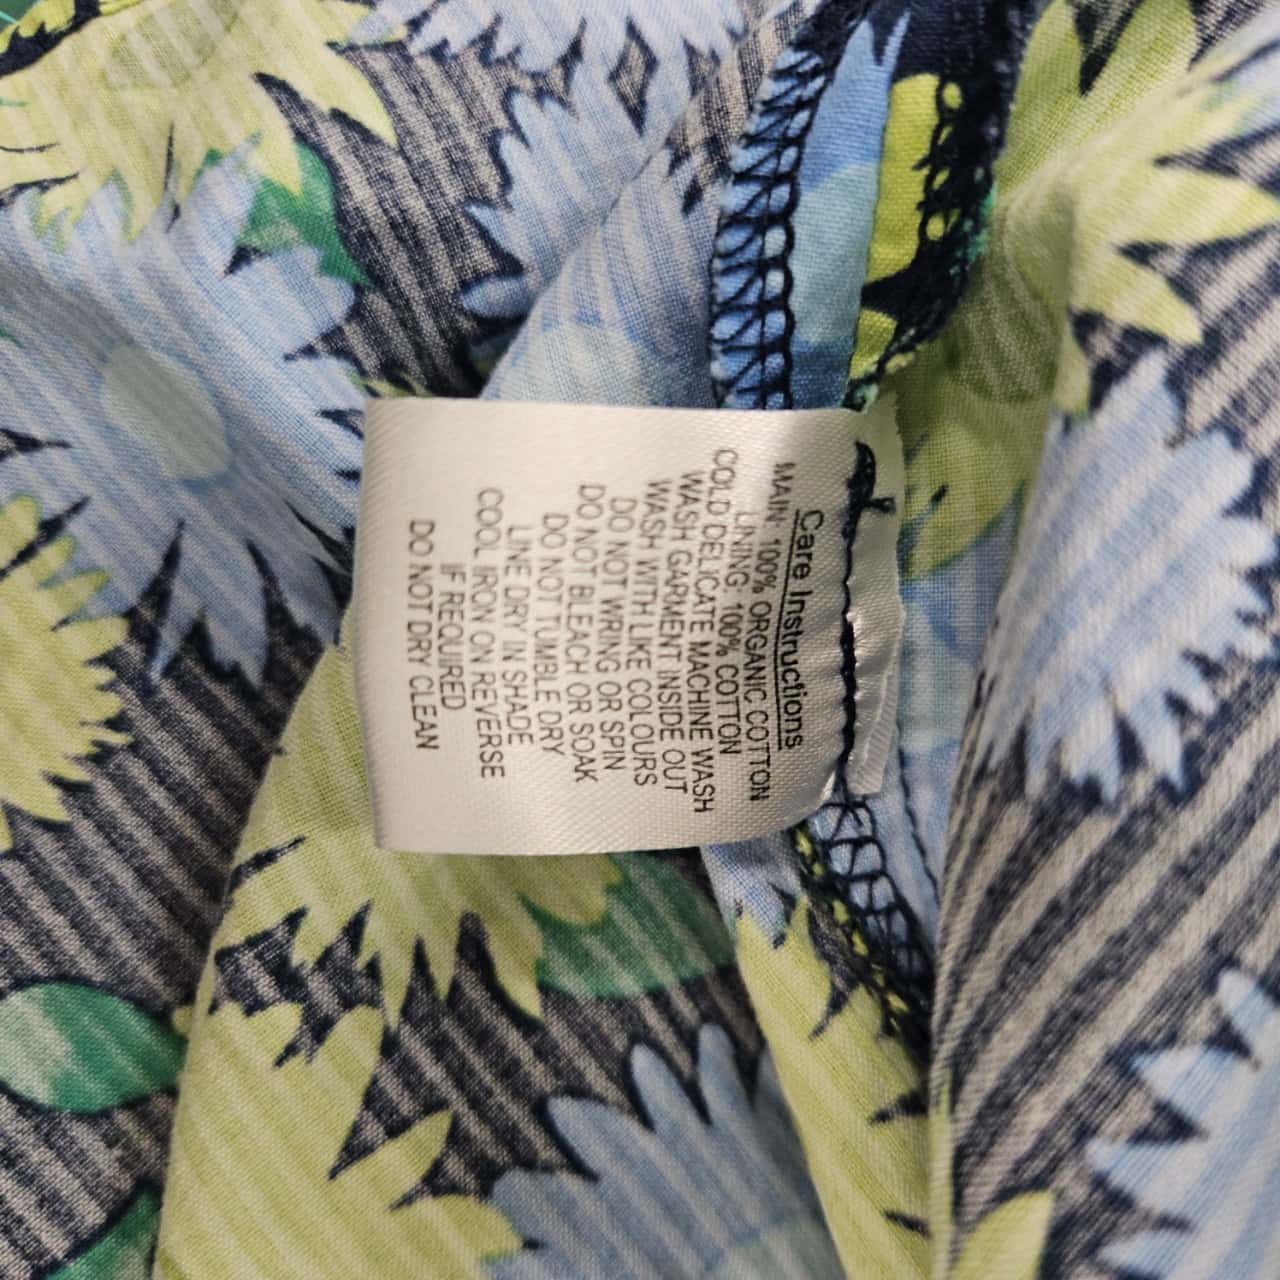 Care Instructions
MAIN: 100% ORGANIC COTTON
LINING: 100% COTTON
COLD DELICATE MACHINE WASH
WASH GARMENT INSIDE OUT
WASH WITH LIKE COLOURS
DO NOT WRING OR SPIN
DO NOT BLEACH OR SOAK
DO NOT TUMBLE DRY
LINE DRY IN SHADE
COOL IRON ON REVERSE
IF REQUIRED
DO NOT DRY CLEAN